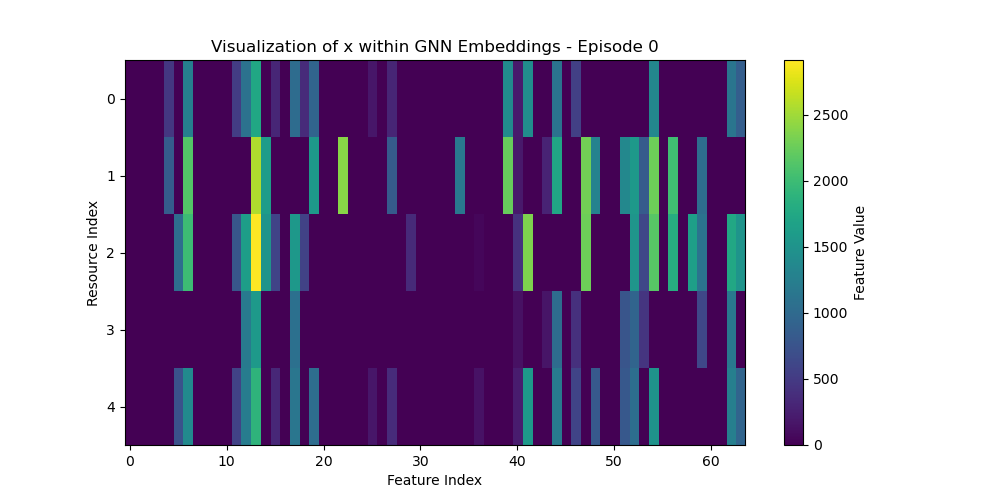 Visualization of x within GNN Embeddings - Episode 0
Resource Index
0
1
2
3
4
0 10 20 30 40 50 60
Feature Index
2500
2000
1500
1000
500
0
Feature Value